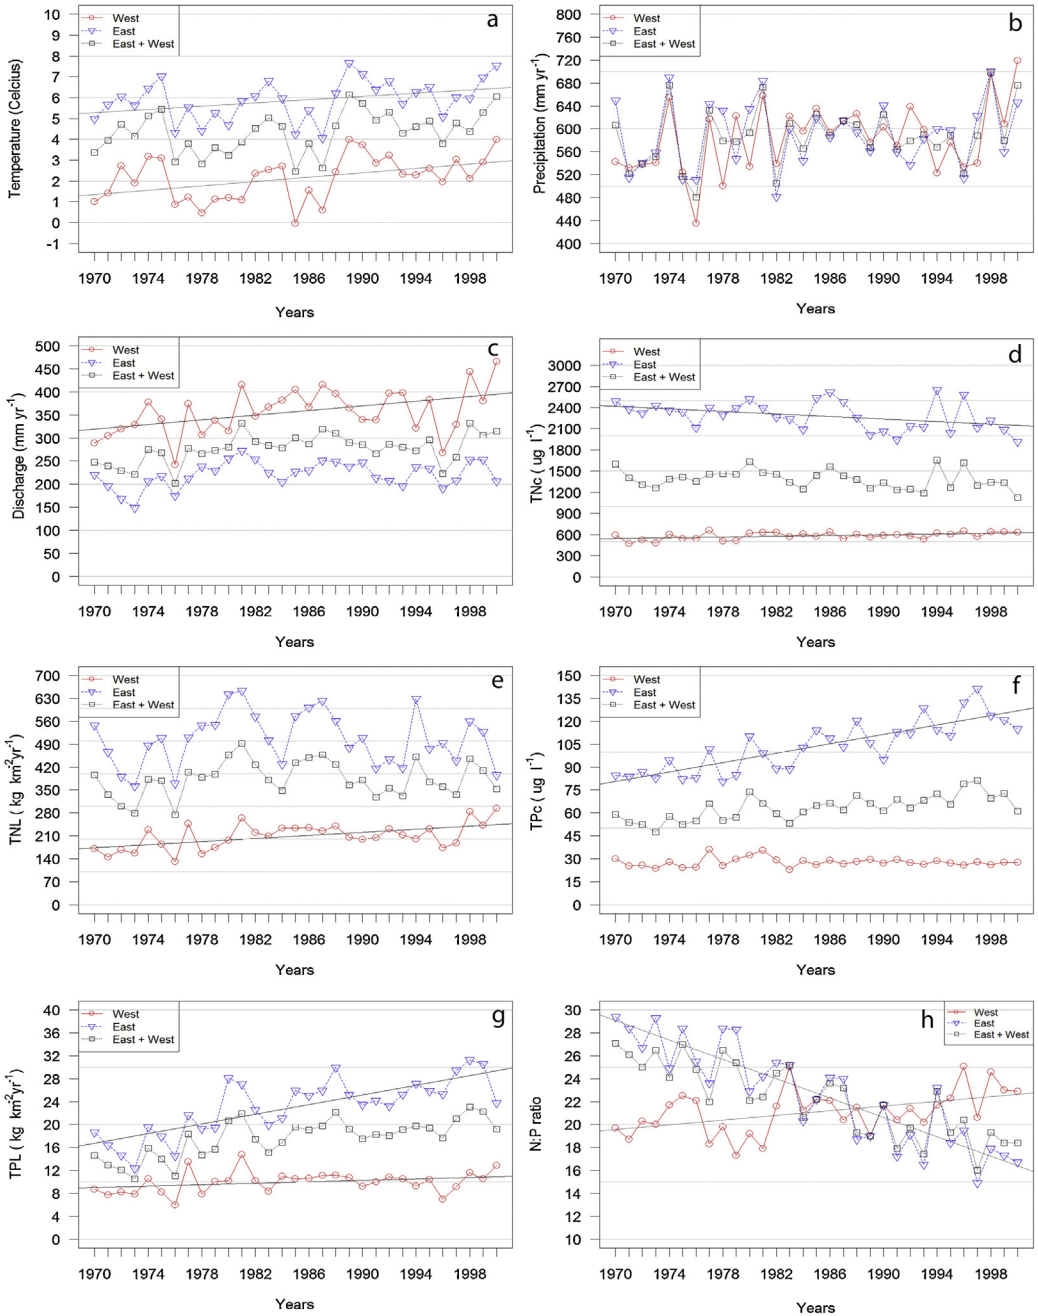 a
West
East
East + West
Temperature (Celcius)
10
9
8
7
6
5
4
3
2
1
0
-1
1970 1974 1978 1982 1986 1990 1994 1998
Years
b
West
East
East + West
Precipitation (mm yr-1)
800
760
720
680
640
600
560
520
480
440
400
1970 1974 1978 1982 1986 1990 1994 1998
Years
c
West
East
East + West
Discharge (mm yr-1)
500
450
400
350
300
250
200
150
100
50
0
1970 1974 1978 1982 1986 1990 1994 1998
Years
d
West
East
East + West
TNc ( ug l-1)
3000
2700
2400
2100
1800
1500
1200
900
600
300
0
1970 1974 1978 1982 1986 1990 1994 1998
Years
e
West
East
East + West
TNL ( kg km-2yr-1)
700
630
560
490
420
350
280
210
140
70
0
1970 1974 1978 1982 1986 1990 1994 1998
Years
f
West
East
East + West
TPc ( ug l-1)
150
135
120
105
90
75
60
45
30
15
0
1970 1974 1978 1982 1986 1990 1994 1998
Years
g
West
East
East + West
TPL ( kg km-2yr-1)
40
36
32
28
24
20
16
12
8
4
0
1970 1974 1978 1982 1986 1990 1994 1998
Years
h
West
East
East + West
N:P ratio
30
28
26
24
22
20
18
16
14
12
10
1970 1974 1978 1982 1986 1990 1994 1998
Years